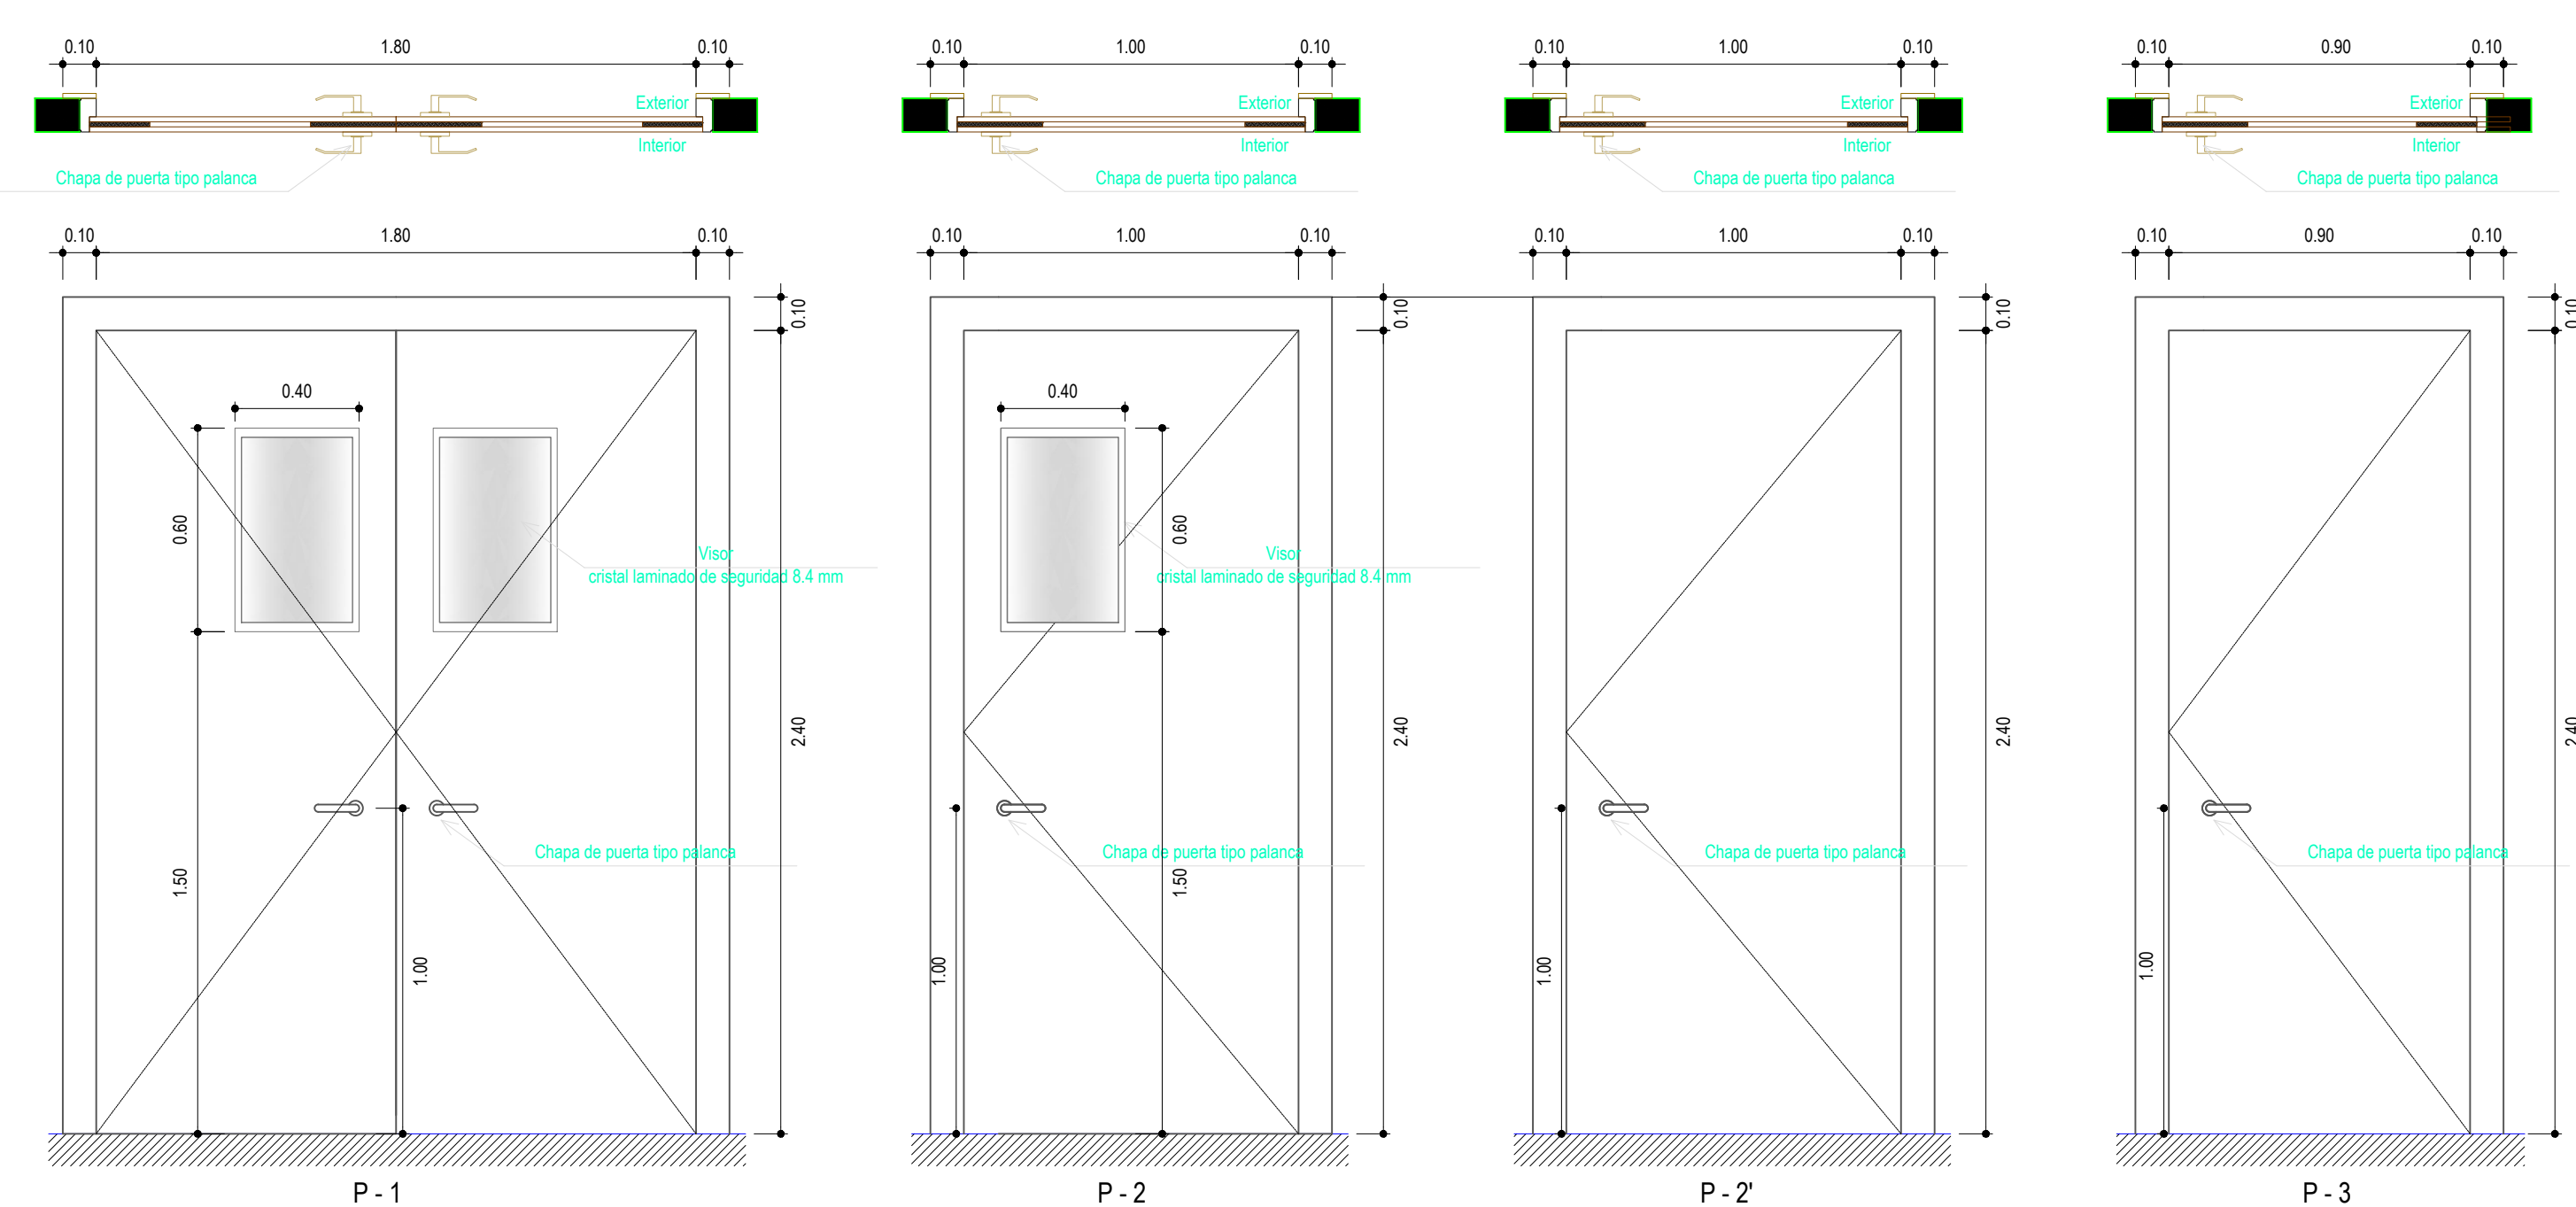 0.10 1.80 0.10
0.10 1.00 0.10
0.10 1.00 0.10
0.10 0.90 0.10
Exterior
Exterior
Exterior
Exterior
Interior
Interior
Interior
Interior
Chapa de puerta tipo palanca
Chapa de puerta tipo palanca
Chapa de puerta tipo palanca
Chapa de puerta tipo palanca
0.10 1.80 0.10
0.10 1.00 0.10
0.10 1.00 0.10
0.10 0.90 0.10
0.10
0.10
0.10
0.10
0.40
0.40
0.60
0.60
Visor
cristal laminado de seguridad 8.4 mm
Visor
cristal laminado de seguridad 8.4 mm
2.40
2.40
2.40
2.40
Chapa de puerta tipo palanca
Chapa de puerta tipo palanca
Chapa de puerta tipo palanca
Chapa de puerta tipo palanca
1.50
1.50
1.00
1.00
1.00
1.00
P - 1
P - 2
P - 2'
P - 3